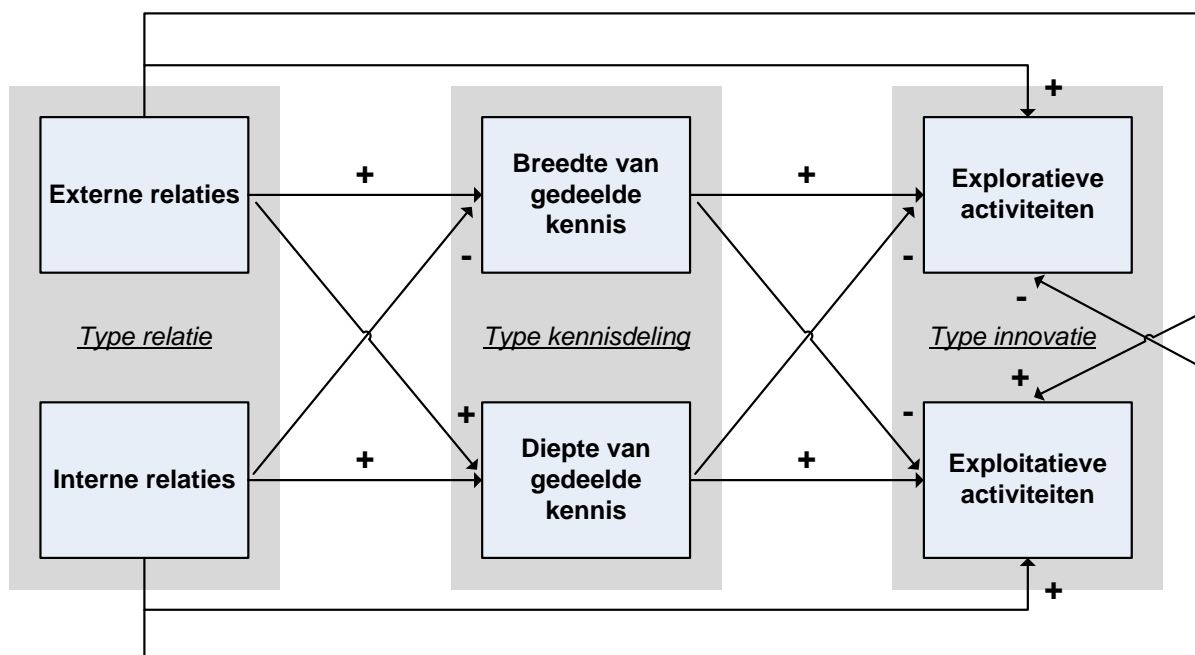 +
Externe relaties
+
Breedte van
gedeelde
kennis
+
Exploratieve
activiteiten
-
-
-
Type relatie
Type kennisdeling
Type innovatie
+
+
-
Interne relaties
+
Diepte van
gedeelde
kennis
+
Exploitatieve
activiteiten
+